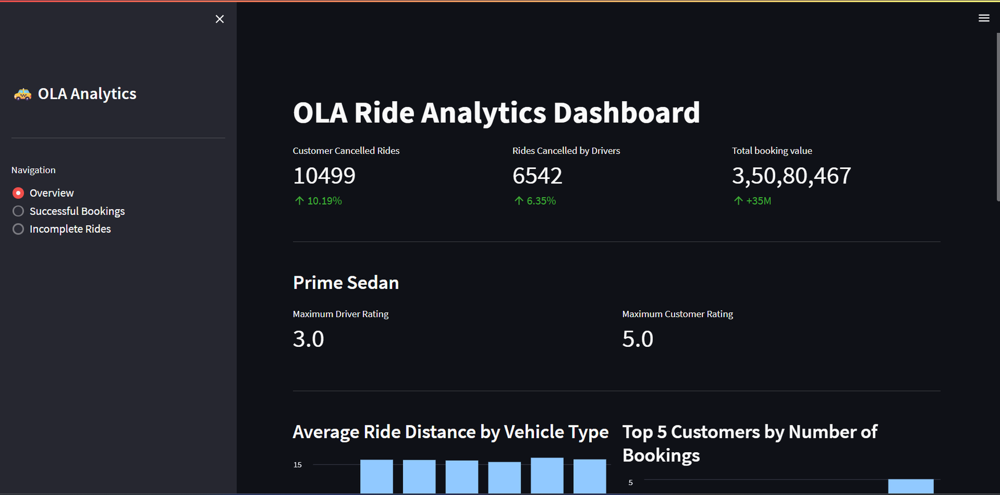 OLA Analytics
Navigation
Overview
Successful Bookings
Incomplete Rides
OLA Ride Analytics Dashboard
Customer Cancelled Rides
10499
↑ 10.19%
Rides Cancelled by Drivers
6542
↑ 6.35%
Total booking value
3,50,80,467
↑ +35M
Prime Sedan
Maximum Driver Rating
3.0
Maximum Customer Rating
5.0
Average Ride Distance by Vehicle Type
15
Top 5 Customers by Number of
Bookings
5